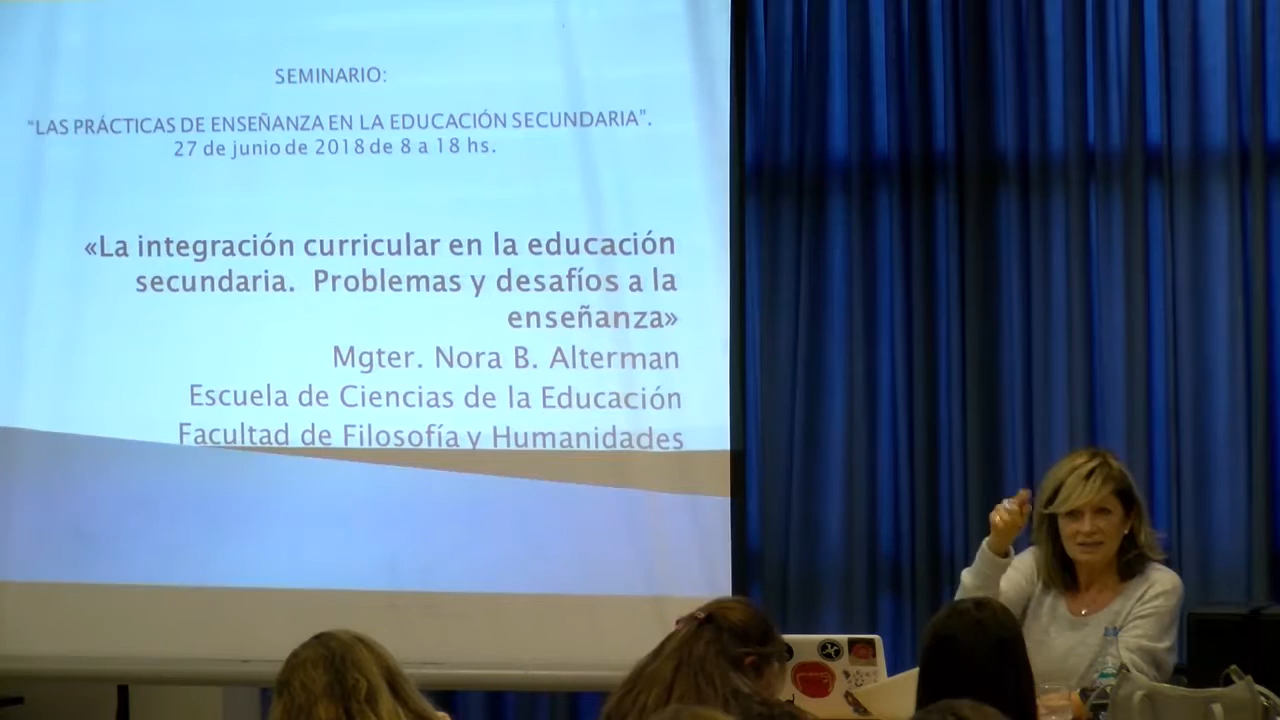 SEMINARIO:
“LAS PRÁCTICAS DE ENSEÑANZA EN LA EDUCACIÓN SECUNDARIA”.
27 de junio de 2018 de 8 a 18 hs.
«La integración curricular en la educación
secundaria. Problemas y desafíos a la
enseñanza»
Mgter. Nora B. Alterman
Escuela de Ciencias de la Educación
Facultad de Filosofía y Humanidades